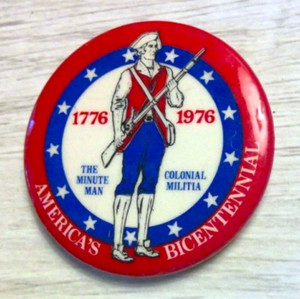 1776 1976
THE
MINUTE
MAN
COLONIAL
MILITIA
AMERICA'S BICENTENNIAL